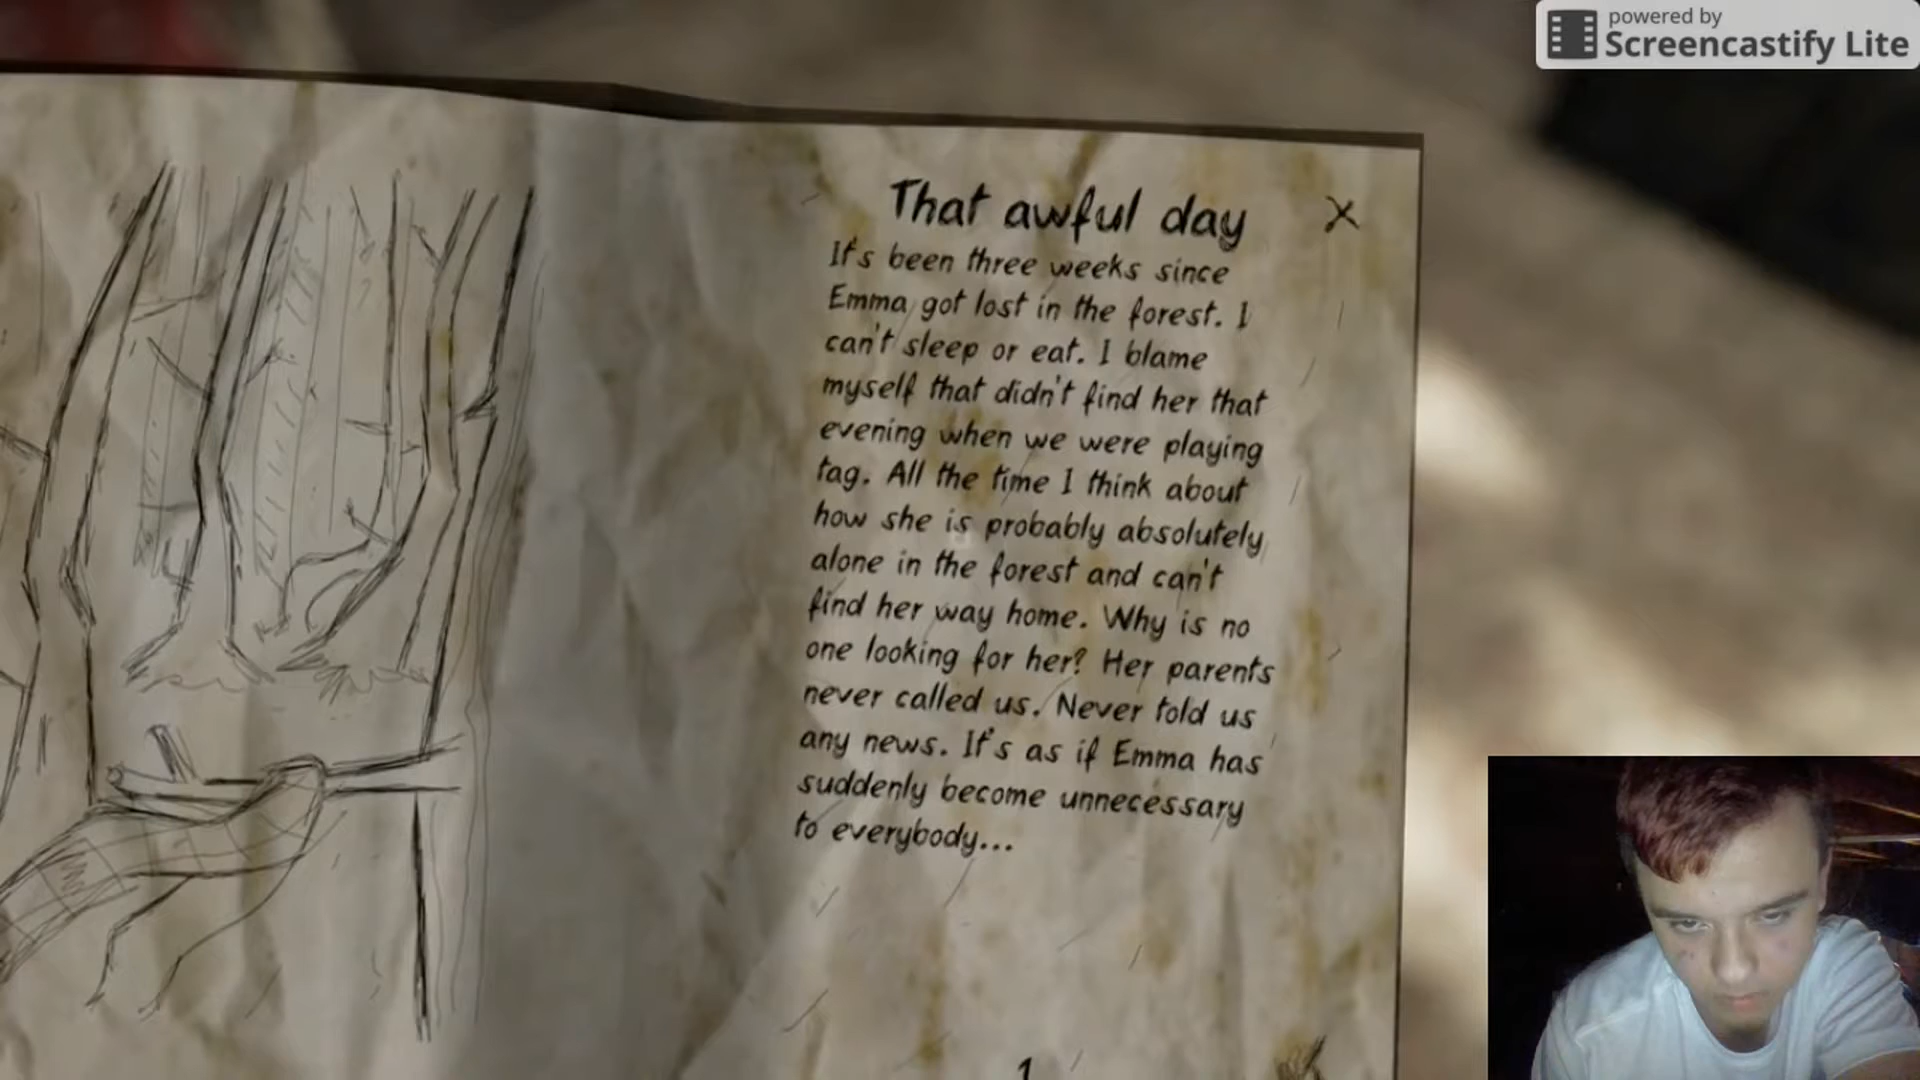 powered by
Screencastify Lite
That awful day
It's been three weeks since
Emma got lost in the forest. I
can't sleep or eat. I blame
myself that didn't find her that
evening when we were playing
tag. All the time I think about
how she is probably absolutely
alone in the forest and can't
find her way home. Why is no
one looking for her? Her parents
never called us. Never told us
any news. It's as if Emma has
suddenly become unnecessary
to everybody...
1